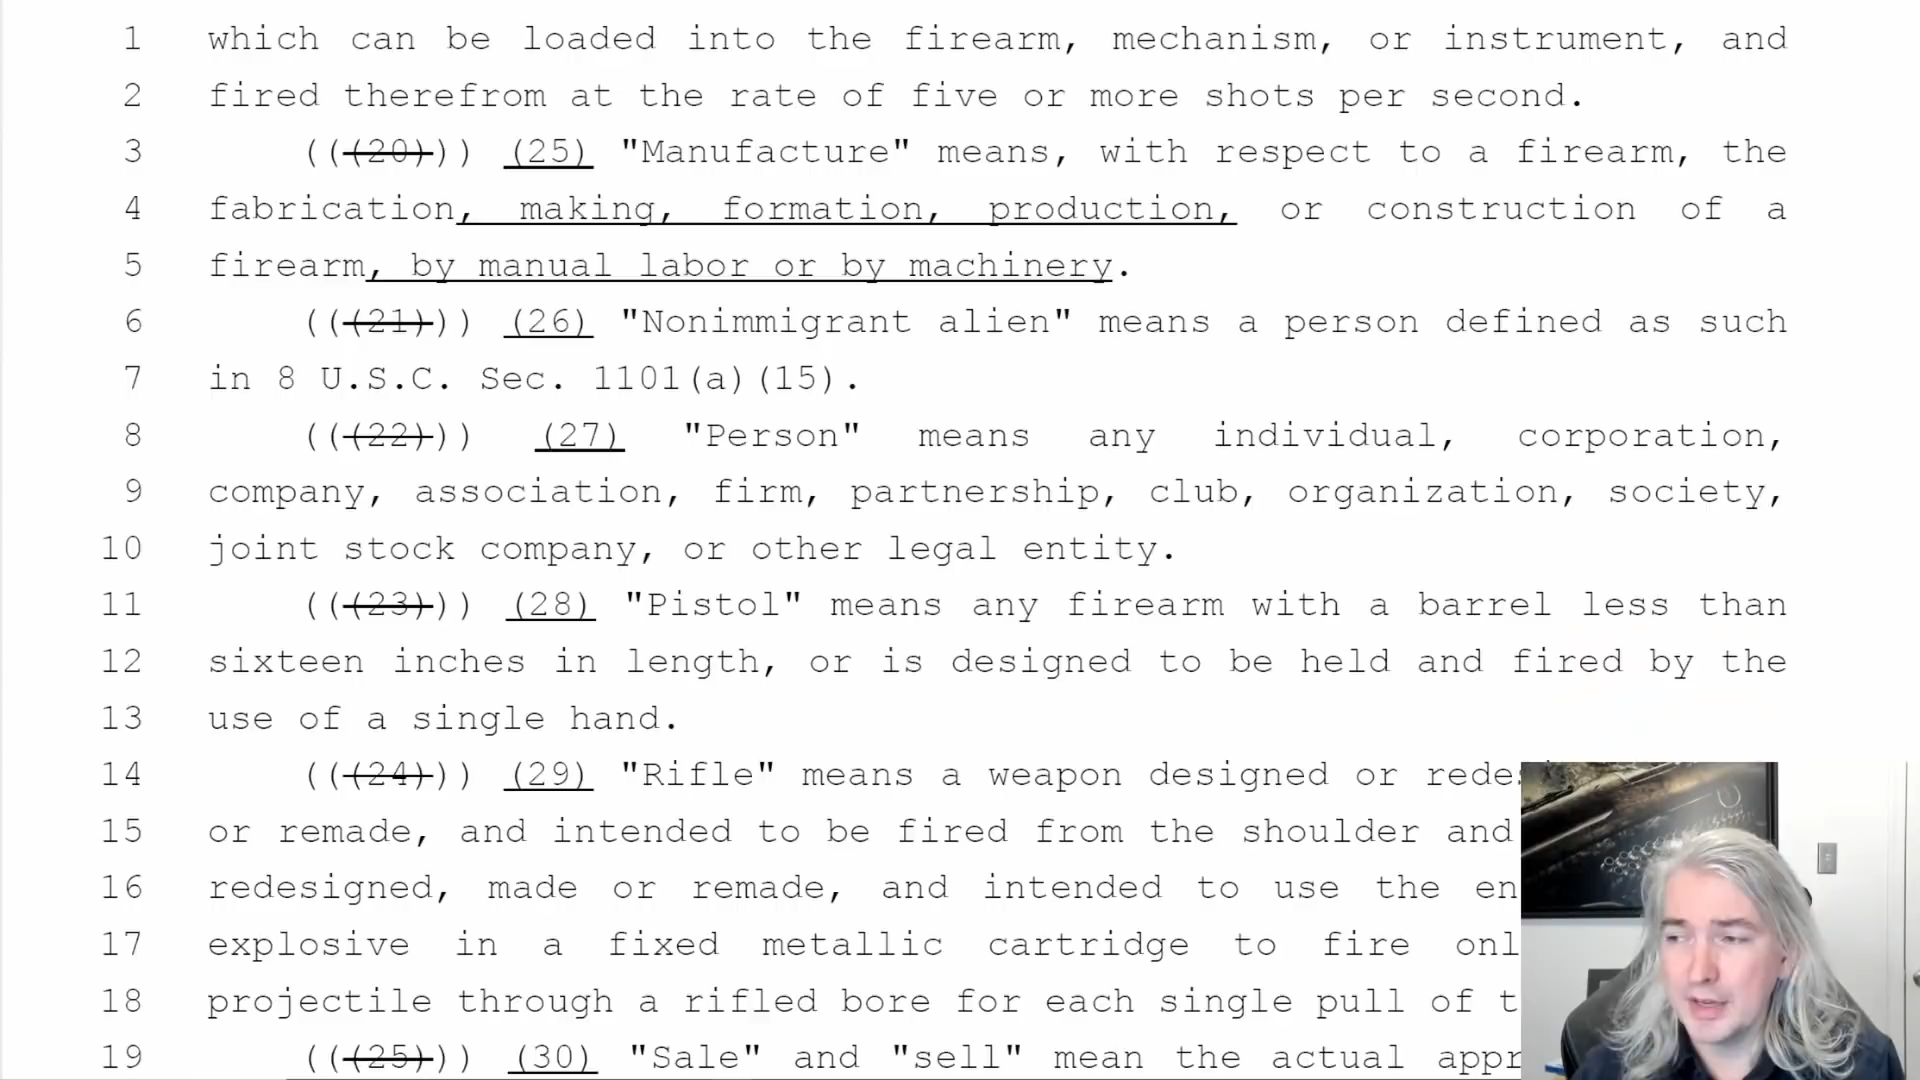 1 which can be loaded into the firearm, mechanism, or instrument, and
2 fired therefrom at the rate of five or more shots per second.
3 (((20))) (25) "Manufacture" means, with respect to a firearm, the
4 fabrication, making, formation, production, or construction of a
5 firearm, by manual labor or by machinery.
6 (((21))) (26) "Nonimmigrant alien" means a person defined as such
7 in 8 U.S.C. Sec. 1101(a)(15).
8 (((22))) (27) "Person" means any individual, corporation,
9 company, association, firm, partnership, club, organization, society,
10 joint stock company, or other legal entity.
11 (((23))) (28) "Pistol" means any firearm with a barrel less than
12 sixteen inches in length, or is designed to be held and fired by the
13 use of a single hand.
14 (((24))) (29) "Rifle" means a weapon designed or
15 or remade, and intended to be fired from the shoulder and
16 redesigned, made or remade, and intended to use the
17 explosive in a fixed metallic cartridge to fire
18 projectile through a rifled bore for each single pull of
19 (((25))) (30) "Sale" and "sell" mean the actual